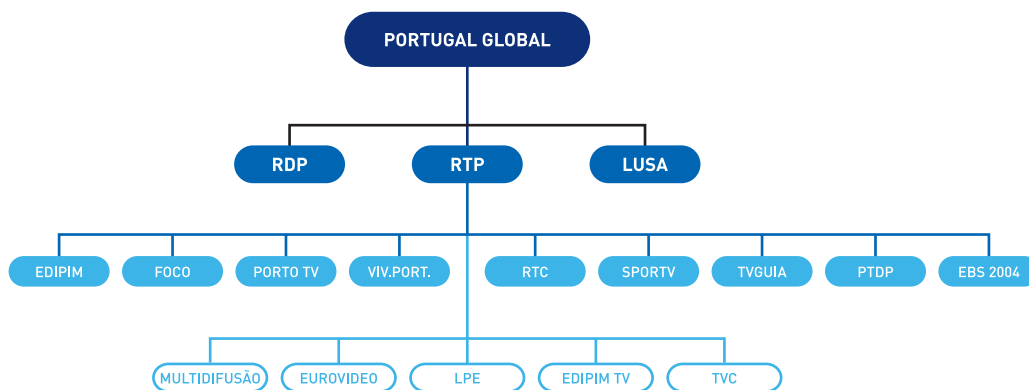 PORTUGAL GLOBAL
RDP
RTP
LUSA
EDIPIM
FOCO
PORTO TV
VIV.PORT.
RTC
SPORTV
TVGUIA
PTDP
EBS 2004
MULTIDIFUSÃO
EUROVIDEO
LPE
EDIPIM TV
TVC